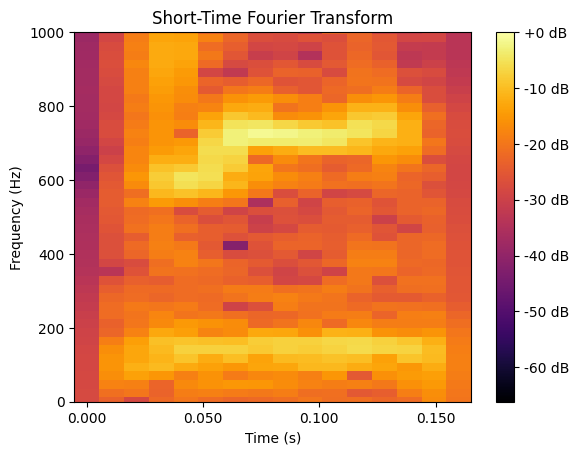 Short-Time Fourier Transform
1000
800
600
400
200
0
Frequency (Hz)
0.000
0.050
0.100
0.150
Time (s)
+0 dB
-10 dB
-20 dB
-30 dB
-40 dB
-50 dB
-60 dB